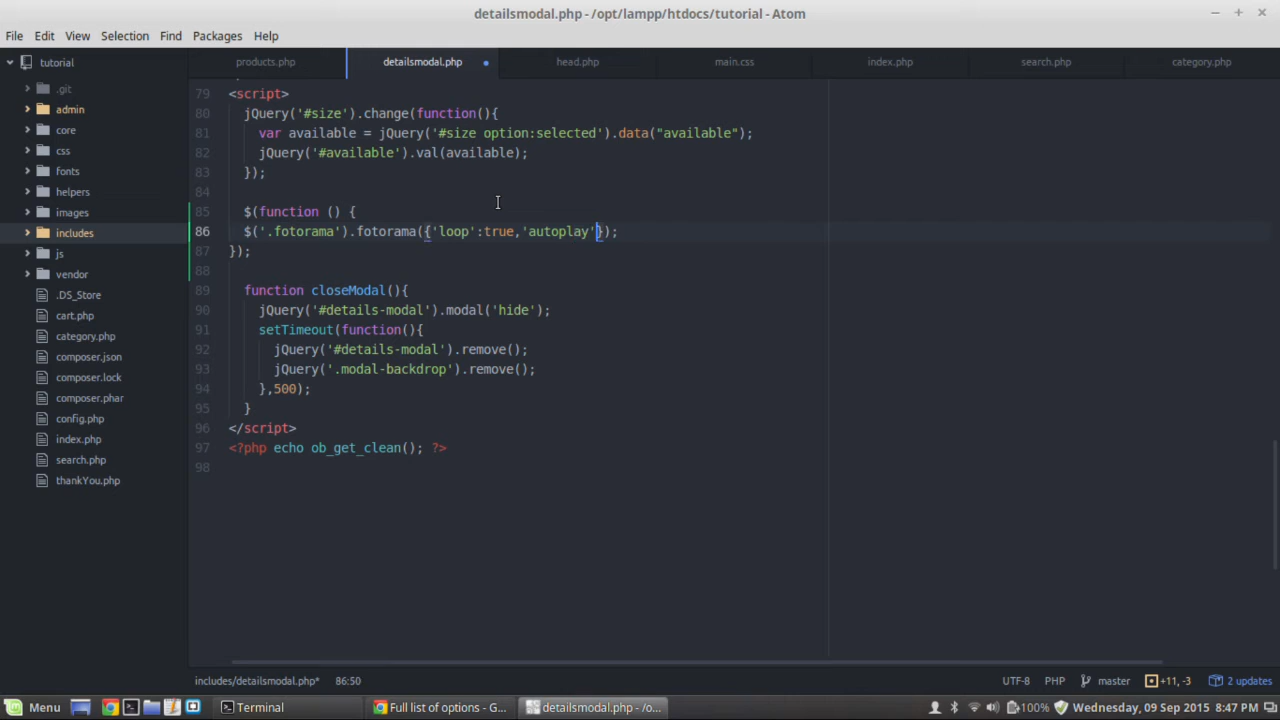 detailsmodal.php - /opt/lampp/htdocs/tutorial - Atom
File Edit View Selection Find Packages Help
tutorial
products.php detailsmodal.php head.php main.css index.php search.php category.php
.git
admin
core
css
fonts
helpers
images
includes
js
vendor
.DS_Store
cart.php
category.php
composer.json
composer.lock
composer.phar
config.php
index.php
search.php
thankYou.php
79 <script>
80 jQuery('#size').change(function(){
81 var available = jQuery('#size option:selected').data("available");
82 jQuery('#available').val(available);
83 });
84
85 $(function () {
86 $('.fotorama').fotorama({'loop':true,'autoplay'});
87 });
88
89 function closeModal(){
90 jQuery('#details-modal').modal('hide');
91 setTimeout(function(){
92 jQuery('#details-modal').remove();
93 jQuery('.modal-backdrop').remove();
94 },500);
95 }
96 </script>
97 <?php echo ob_get_clean(); ?>
98
includes/detailsmodal.php* 86:50 UTF-8 PHP master +11, -3 2 updates
Menu Terminal Full list of options - G... detailsmodal.php - /o... 100% Wednesday, 09 Sep 2015 8:47 PM